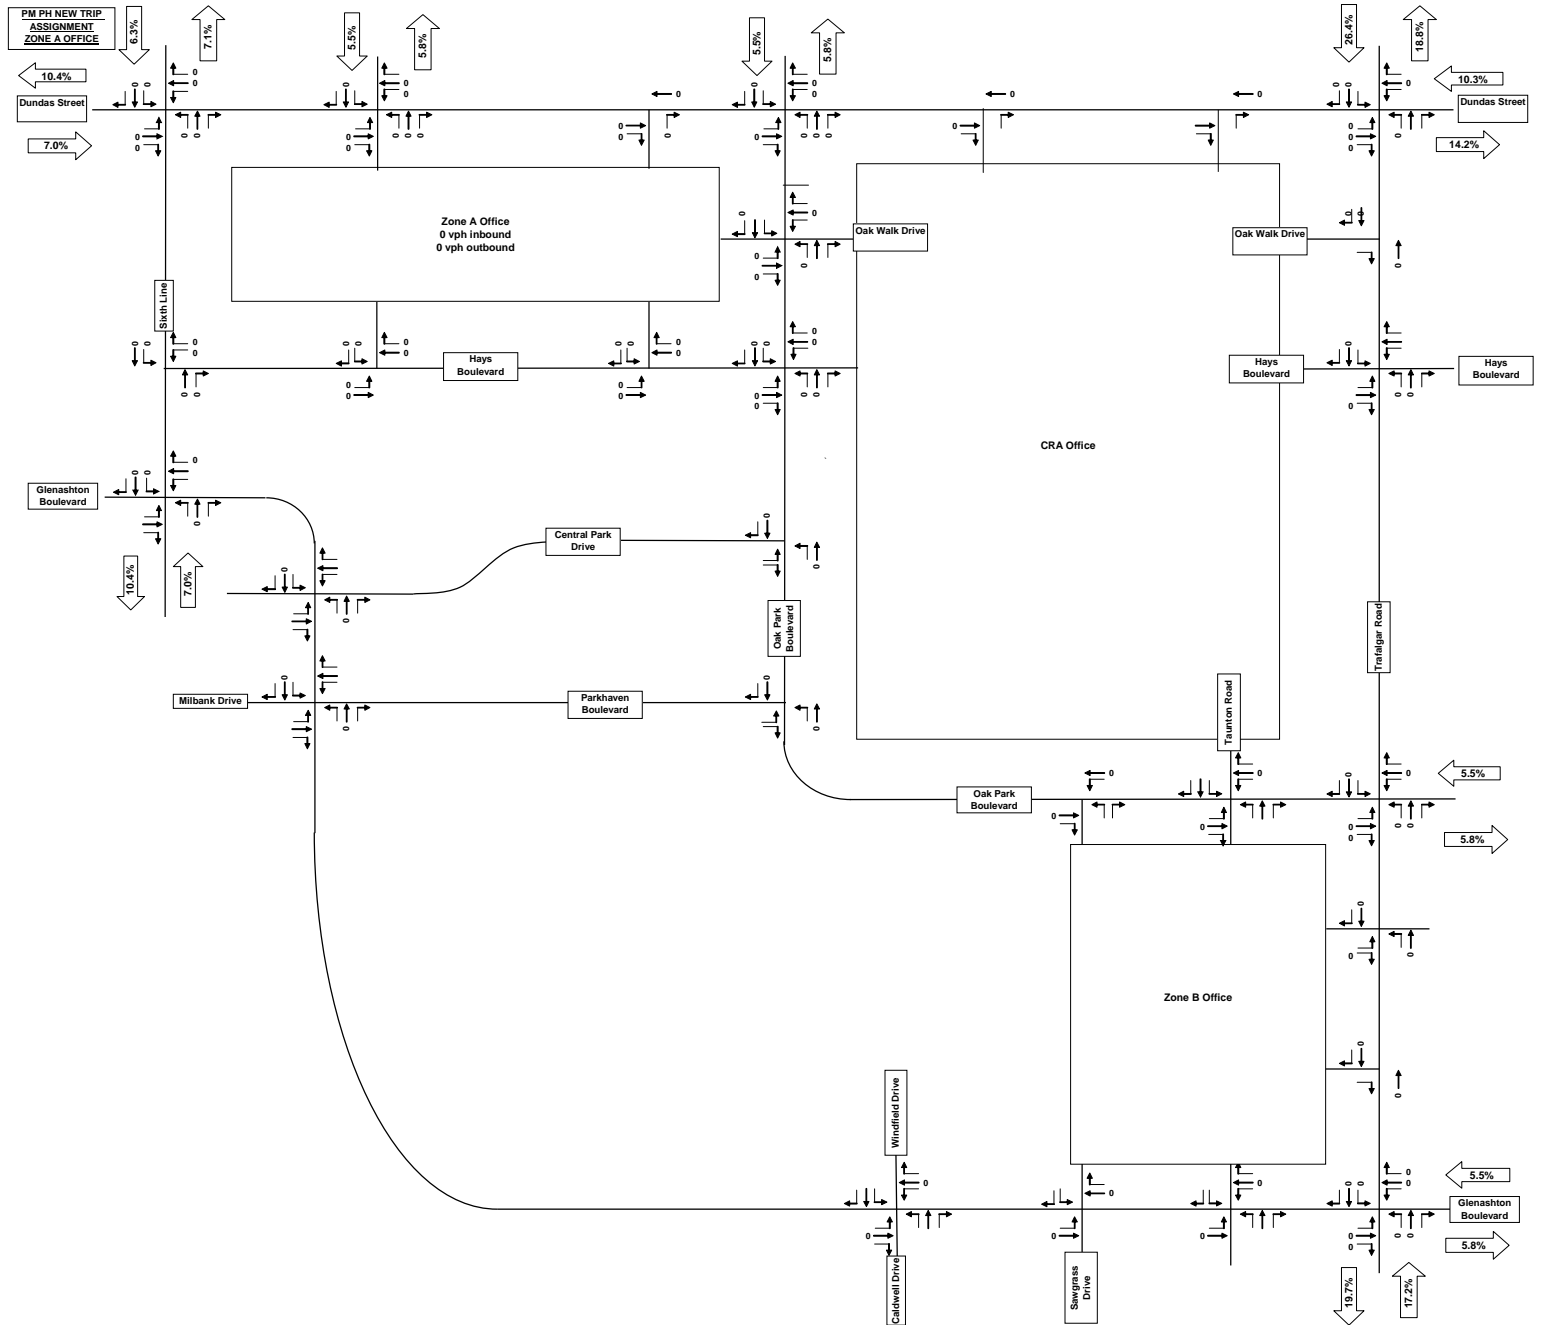 PM PH NEW TRIP
ASSIGNMENT
ZONE A OFFICE
6.3%
7.1%
5.5%
5.8%
5.5%
5.8%
26.4%
18.8%
10.4%
10.3%
Dundas Street
Dundas Street
7.0%
14.2%
Zone A Office
0 vph inbound
0 vph outbound
Oak Walk Drive
Oak Walk Drive
Sixth Line
Hays
Boulevard
Hays
Boulevard
Hays
Boulevard
CRA Office
Glenashton
Boulevard
Central Park
Drive
10.4%
7.0%
Oak Park
Boulevard
Trafalgar Road
Milbank Drive
Parkhaven
Boulevard
Taunton Road
Oak Park
Boulevard
5.5%
5.8%
Zone B Office
Windfield Drive
5.5%
Glenashton
Boulevard
5.8%
Caldwell Drive
Sawgrass
Drive
19.7%
17.2%